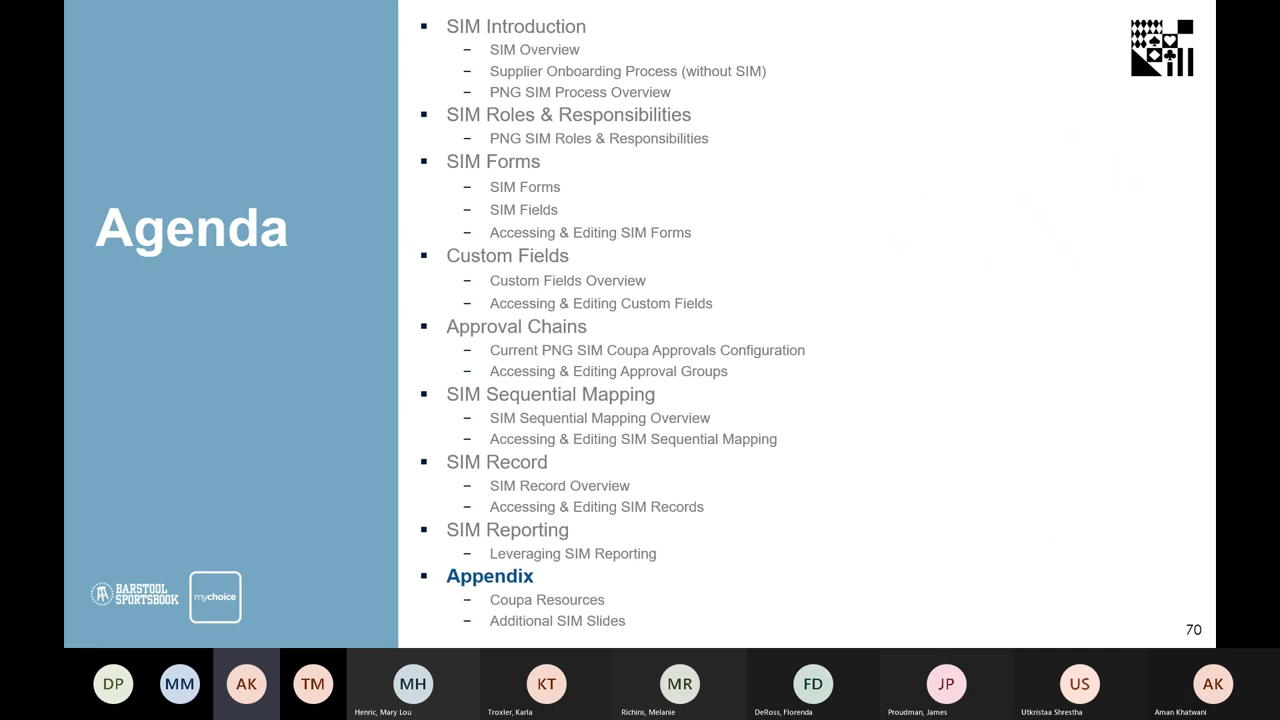 Agenda
SIM Introduction
SIM Overview
Supplier Onboarding Process (without SIM)
PNG SIM Process Overview
SIM Roles & Responsibilities
PNG SIM Roles & Responsibilities
SIM Forms
SIM Forms
SIM Fields
Accessing & Editing SIM Forms
Custom Fields
Custom Fields Overview
Accessing & Editing Custom Fields
Approval Chains
Current PNG SIM Coupa Approvals Configuration
Accessing & Editing Approval Groups
SIM Sequential Mapping
SIM Sequential Mapping Overview
Accessing & Editing SIM Sequential Mapping
SIM Record
SIM Record Overview
Accessing & Editing SIM Records
SIM Reporting
Leveraging SIM Reporting
Appendix
Coupa Resources
Additional SIM Slides
BARSTOOL
SPORTSBOOK
mychoice
70
DP
MM
AK
TM
MH
KT
MR
FD
JP
US
AK
Henric, Mary Lou
Troxler, Karla
Richins, Melanie
DeRoss, Florenda
Proudman, James
Utkristaa Shrestha
Aman Khatwani